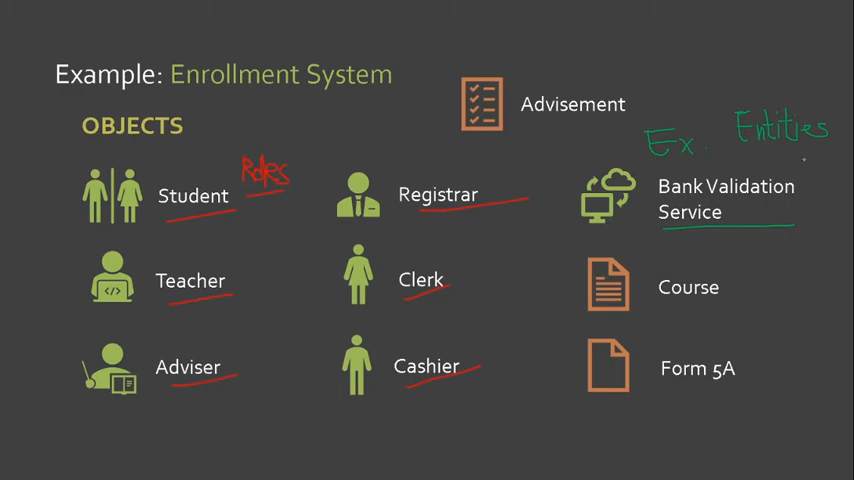 Example: Enrollment System
Advisement
OBJECTS
Ex. Entities
Roles
Student
Registrar
Bank Validation
Service
Teacher
Clerk
Course
Adviser
Cashier
Form 5A